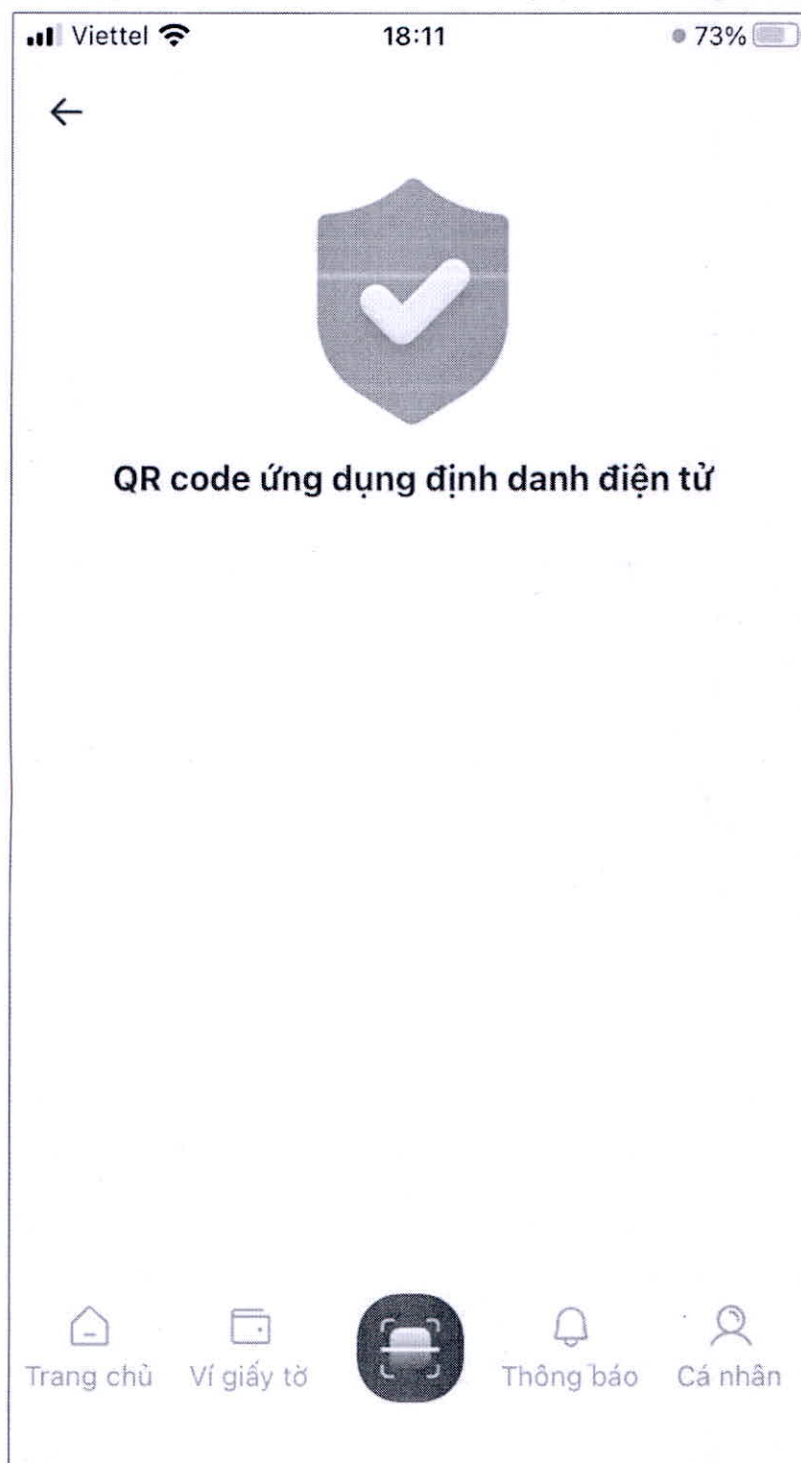 Viettel 18:11 73%
QR code ứng dụng định danh điện tử
Trang chủ Ví giấy tờ Thông báo Cá nhân